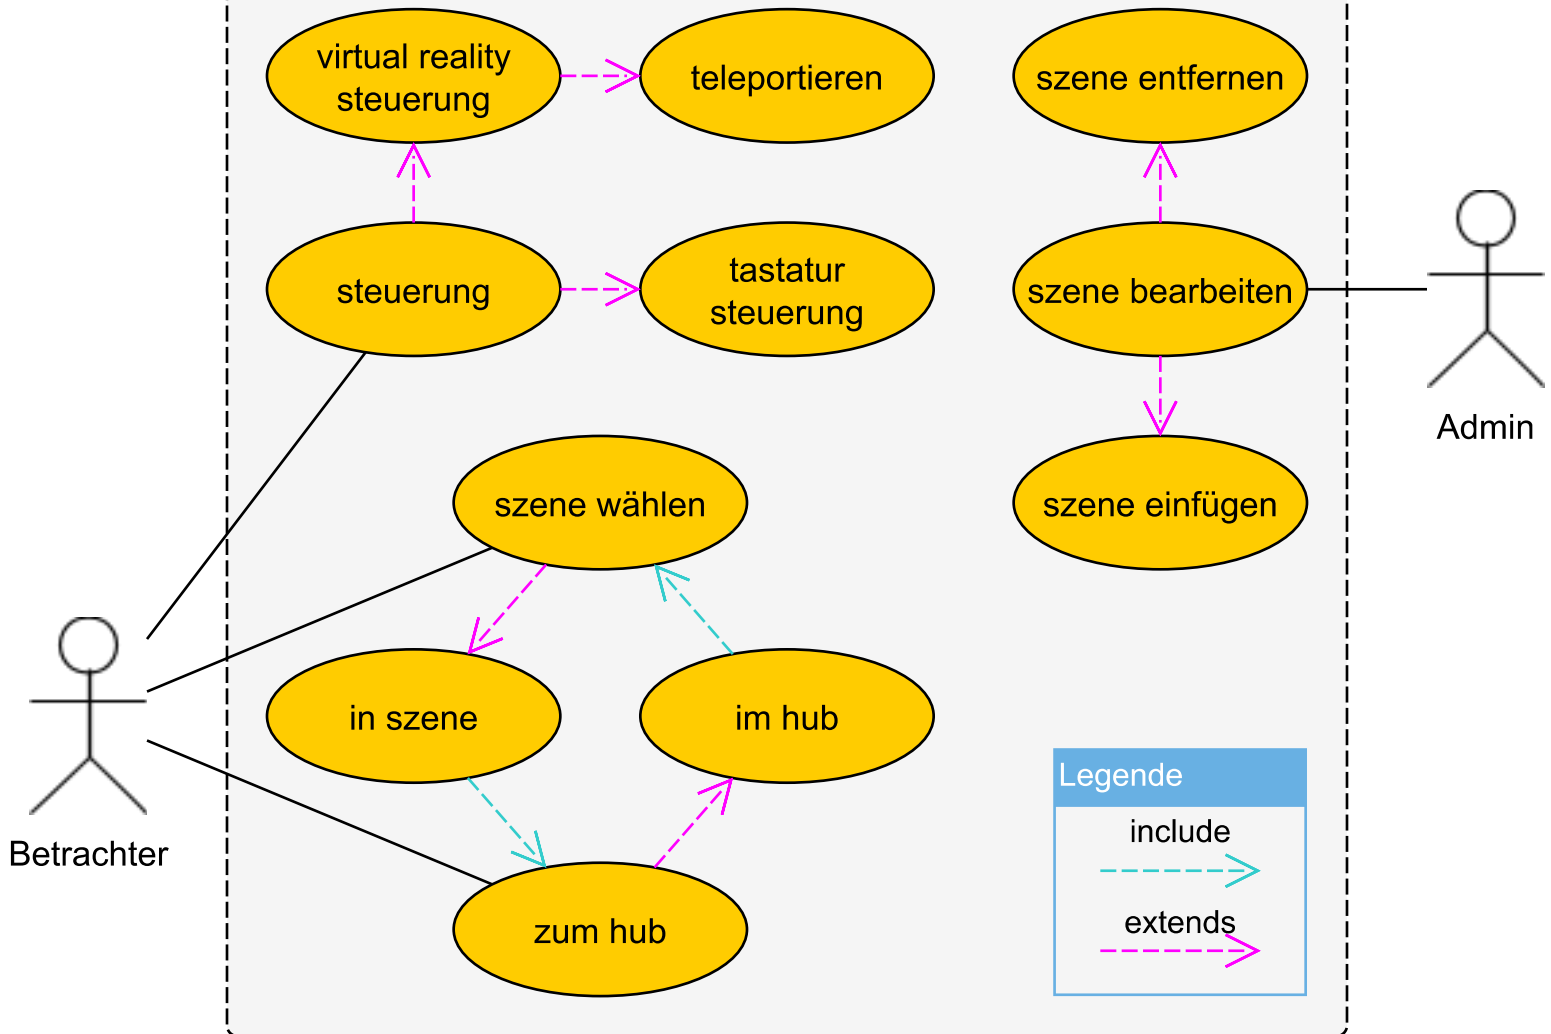 virtual reality
steuerung
teleportieren
szene entfernen
steuerung
tastatur
steuerung
szene bearbeiten
Admin
szene wählen
szene einfügen
in szene
im hub
Betrachter
zum hub
Legende
include
extends